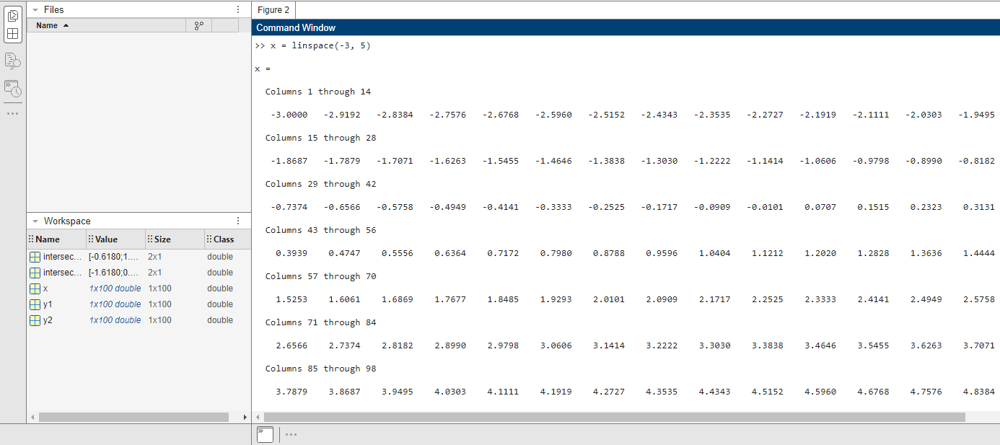 Files
Name
Workspace
Name Value Size Class
intersec... [-0.6180;1.... 2x1 double
intersec... [-1.6180;0.... 2x1 double
x 1x100 double 1x100 double
y1 1x100 double 1x100 double
y2 1x100 double 1x100 double
Figure 2
Command Window
>> x = linspace(-3, 5)
x =
Columns 1 through 14
-3.0000 -2.9192 -2.8384 -2.7576 -2.6768 -2.5960 -2.5152 -2.4343 -2.3535 -2.2727 -2.1919 -2.1111 -2.0303 -1.9495
Columns 15 through 28
-1.8687 -1.7879 -1.7071 -1.6263 -1.5455 -1.4646 -1.3838 -1.3030 -1.2222 -1.1414 -1.0606 -0.9798 -0.8990 -0.8182
Columns 29 through 42
-0.7374 -0.6566 -0.5758 -0.4949 -0.4141 -0.3333 -0.2525 -0.1717 -0.0909 -0.0101 0.0707 0.1515 0.2323 0.3131
Columns 43 through 56
0.3939 0.4747 0.5556 0.6364 0.7172 0.7980 0.8788 0.9596 1.0404 1.1212 1.2020 1.2828 1.3636 1.4444
Columns 57 through 70
1.5253 1.6061 1.6869 1.7677 1.8485 1.9293 2.0101 2.0909 2.1717 2.2525 2.3333 2.4141 2.4949 2.5758
Columns 71 through 84
2.6566 2.7374 2.8182 2.8990 2.9798 3.0606 3.1414 3.2222 3.3030 3.3838 3.4646 3.5455 3.6263 3.7071
Columns 85 through 98
3.7879 3.8687 3.9495 4.0303 4.1111 4.1919 4.2727 4.3535 4.4343 4.5152 4.5960 4.6768 4.7576 4.8384